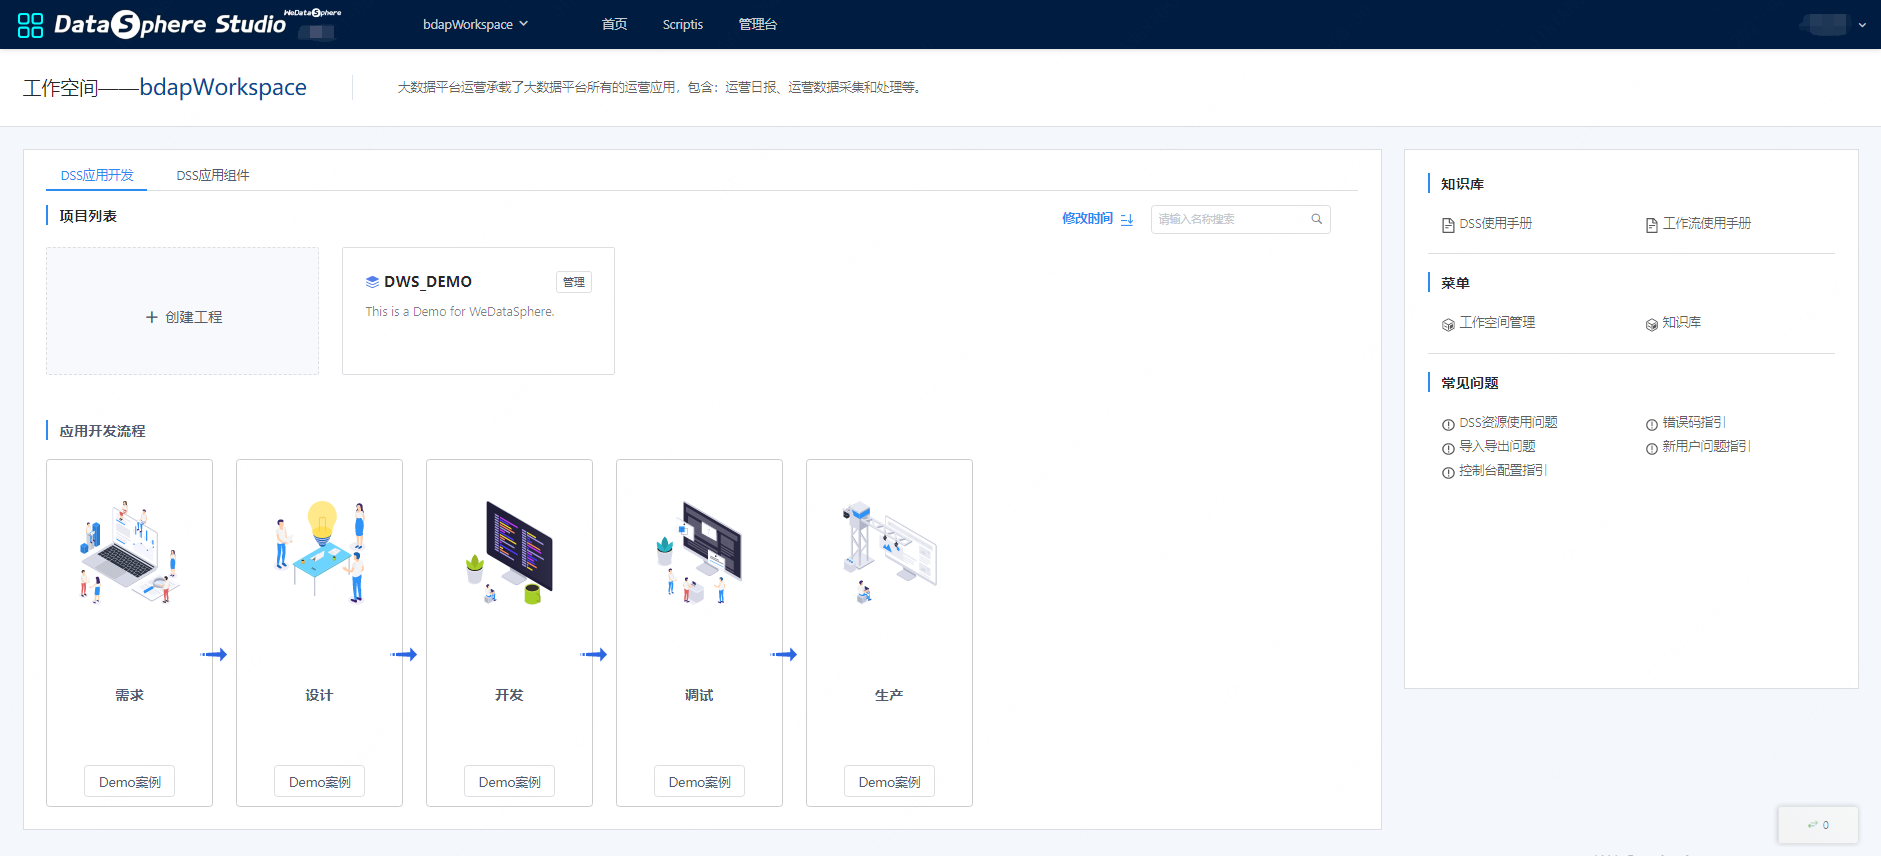 DataSphere Studio WeDataSphere
bdapWorkspace 首页 Scriptis 管理台
工作空间——bdapWorkspace 大数据平台运营承载了大数据平台所有的运营应用，包含：运营日报、运营数据采集和处理等。
DSS应用开发 DSS应用组件
项目列表 修改时间 请输入名称搜索
+ 创建工程
DWS_DEMO 管理
This is a Demo for WeDataSphere.
应用开发流程
需求 设计 开发 调试 生产
Demo案例 Demo案例 Demo案例 Demo案例 Demo案例
知识库
DSS使用手册 工作流使用手册
菜单
工作空间管理 知识库
常见问题
DSS资源使用问题 错误码指引
导入导出问题 新用户问题指引
控制台配置指引
0